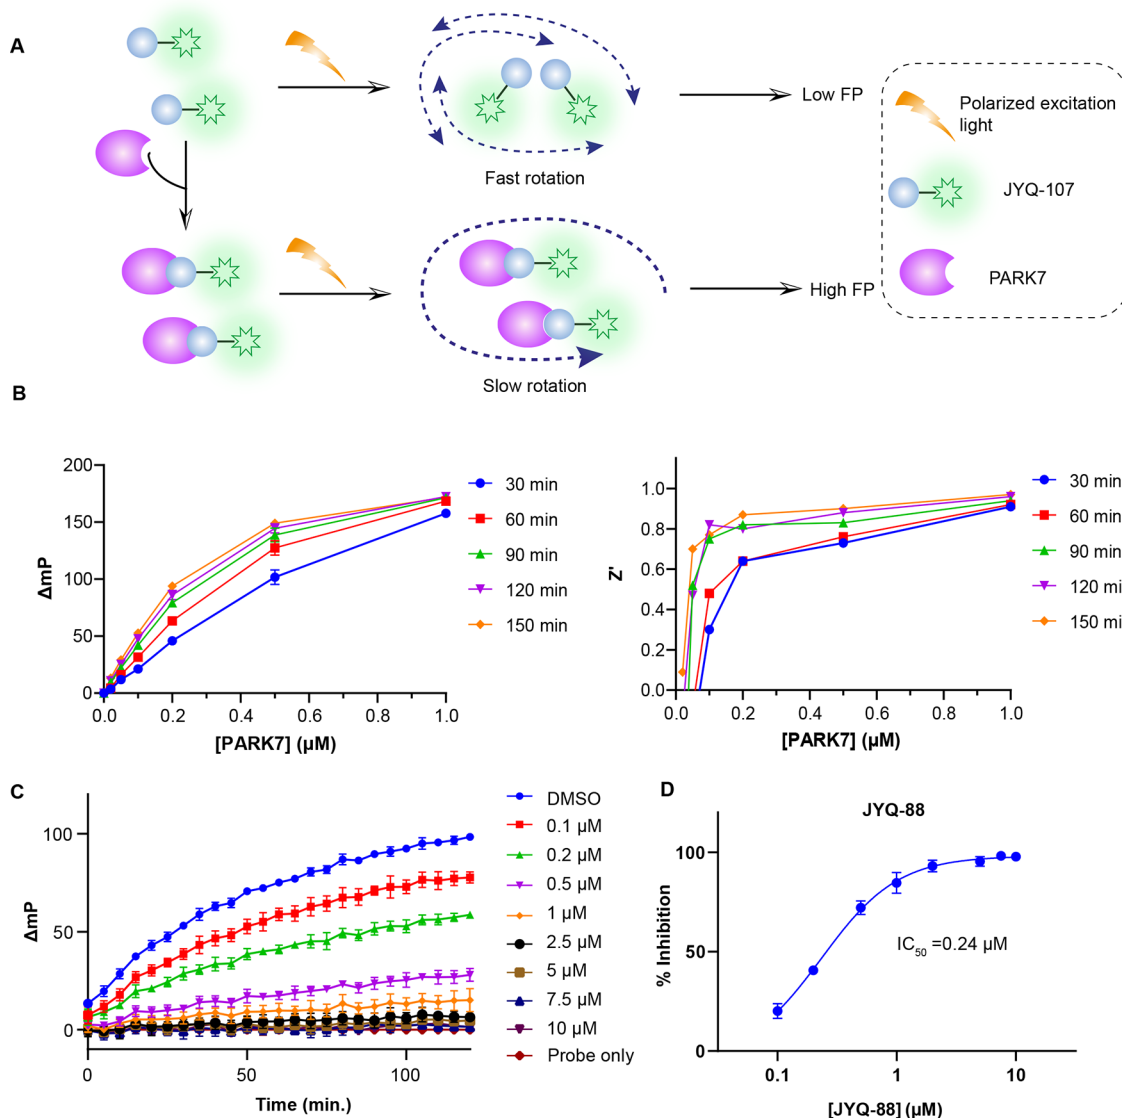 A
Low FP
Fast rotation
High FP
Slow rotation
Polarized excitation
light
JYQ-107
PARK7
B
200
150
100
50
0
ΔmP
0.0
0.2
0.4
0.6
0.8
1.0
[PARK7] (µM)
30 min
60 min
90 min
120 min
150 min
1.0
0.8
0.6
0.4
0.2
0.0
Z'
0.0
0.2
0.4
0.6
0.8
1.0
[PARK7] (µM)
30 min
60 min
90 min
120 mi
150 mi
C
100
50
0
ΔmP
0
50
100
Time (min.)
DMSO
0.1 µM
0.2 µM
0.5 µM
1 µM
2.5 µM
5 µM
7.5 µM
10 µM
Probe only
D
JYQ-88
100
50
0
% Inhibition
IC50 =0.24 µM
0.1
1
10
[JYQ-88] (µM)